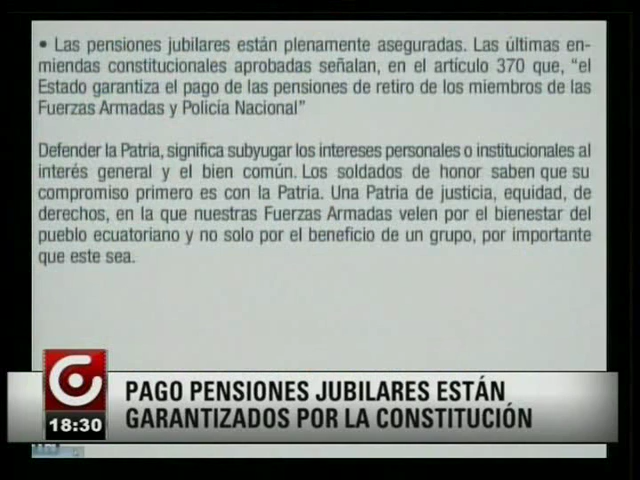 • Las pensiones jubilares están plenamente aseguradas. Las últimas en-
miendas constitucionales aprobadas señalan, en el artículo 370 que, “el
Estado garantiza el pago de las pensiones de retiro de los miembros de las
Fuerzas Armadas y Policía Nacional”
Defender la Patria, significa subyugar los intereses personales o institucionales al
interés general y el bien común. Los soldados de honor saben que su
compromiso primero es con la Patria. Una Patria de justicia, equidad, de
derechos, en la que nuestras Fuerzas Armadas velen por el bienestar del
pueblo ecuatoriano y no solo por el beneficio de un grupo, por importante
que este sea.
PAGO PENSIONES JUBILARES ESTÁN
GARANTIZADOS POR LA CONSTITUCIÓN
18:30